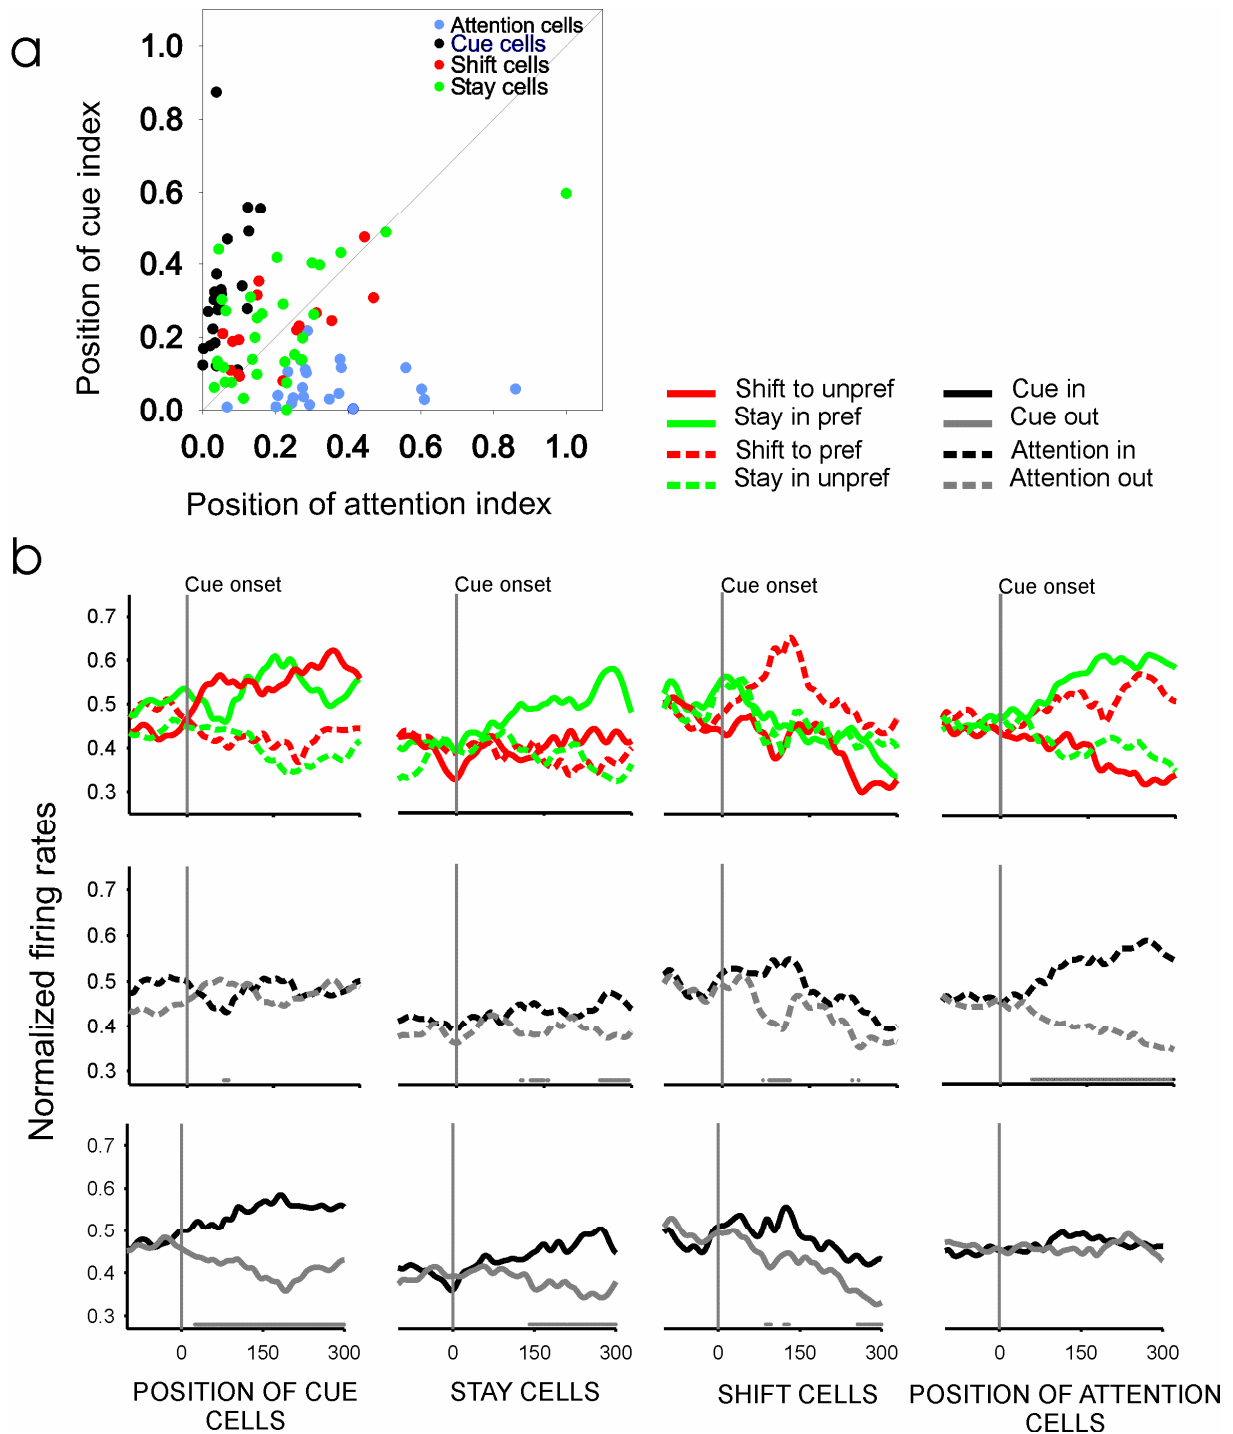 a
Attention cells
Cue cells
Shift cells
Stay cells
Position of cue index
1.0
0.8
0.6
0.4
0.2
0.0
0.0 0.2 0.4 0.6 0.8 1.0
Position of attention index
Shift to unpref
Stay in pref
Shift to pref
Stay in unpref
Cue in
Cue out
Attention in
Attention out
b
Cue onset Cue onset Cue onset Cue onset
Normalized firing rates
0.7
0.6
0.5
0.4
0.3
0.7
0.6
0.5
0.4
0.3
0.7
0.6
0.5
0.4
0.3
0 150 300 0 150 300 0 150 300 0 150 300
POSITION OF CUE
CELLS
STAY CELLS
SHIFT CELLS
POSITION OF ATTENTION
CELLS